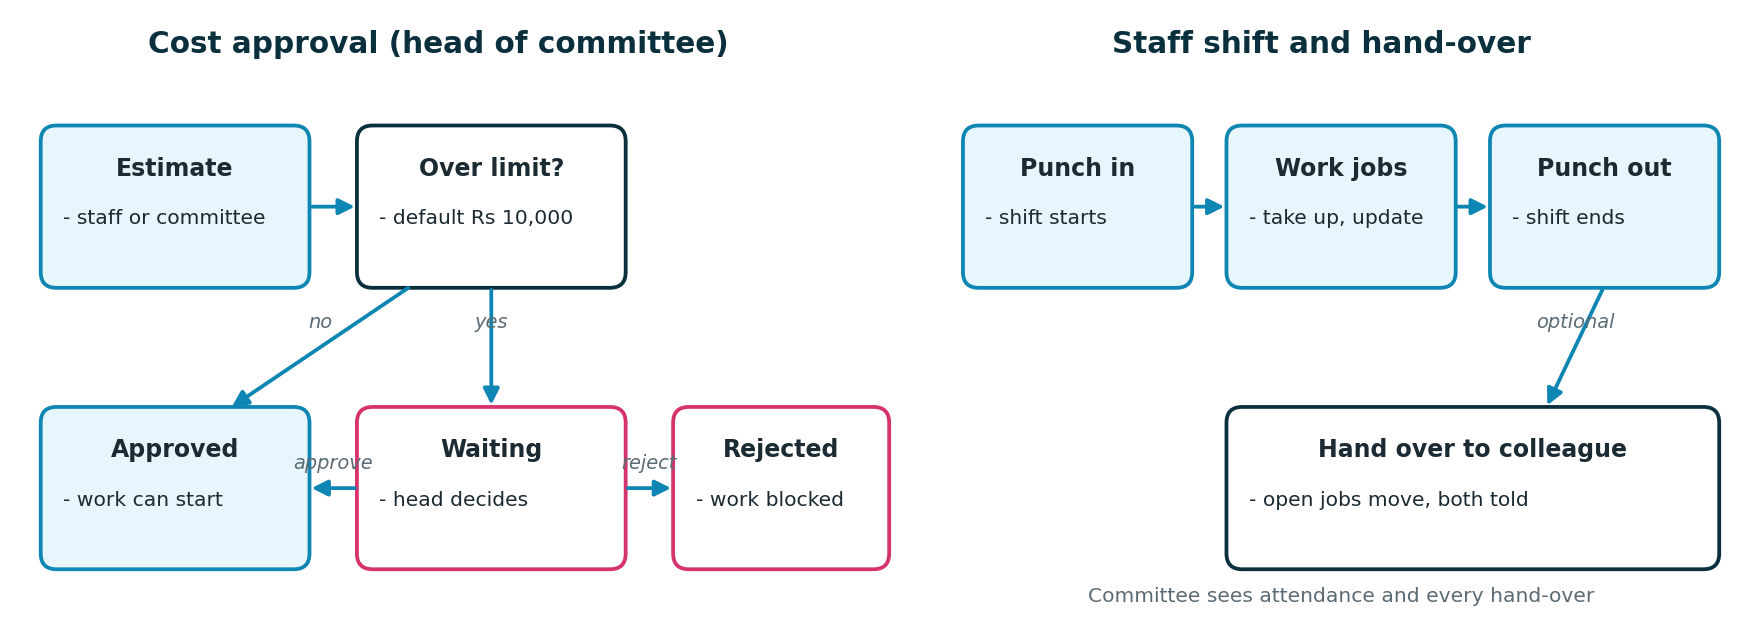 Cost approval (head of committee)
Estimate
- staff or committee
Over limit?
- default Rs 10,000
no
yes
Approved
- work can start
approve
Waiting
- head decides
reject
Rejected
- work blocked
Staff shift and hand-over
Punch in
- shift starts
Work jobs
- take up, update
Punch out
- shift ends
optional
Hand over to colleague
- open jobs move, both told
Committee sees attendance and every hand-over